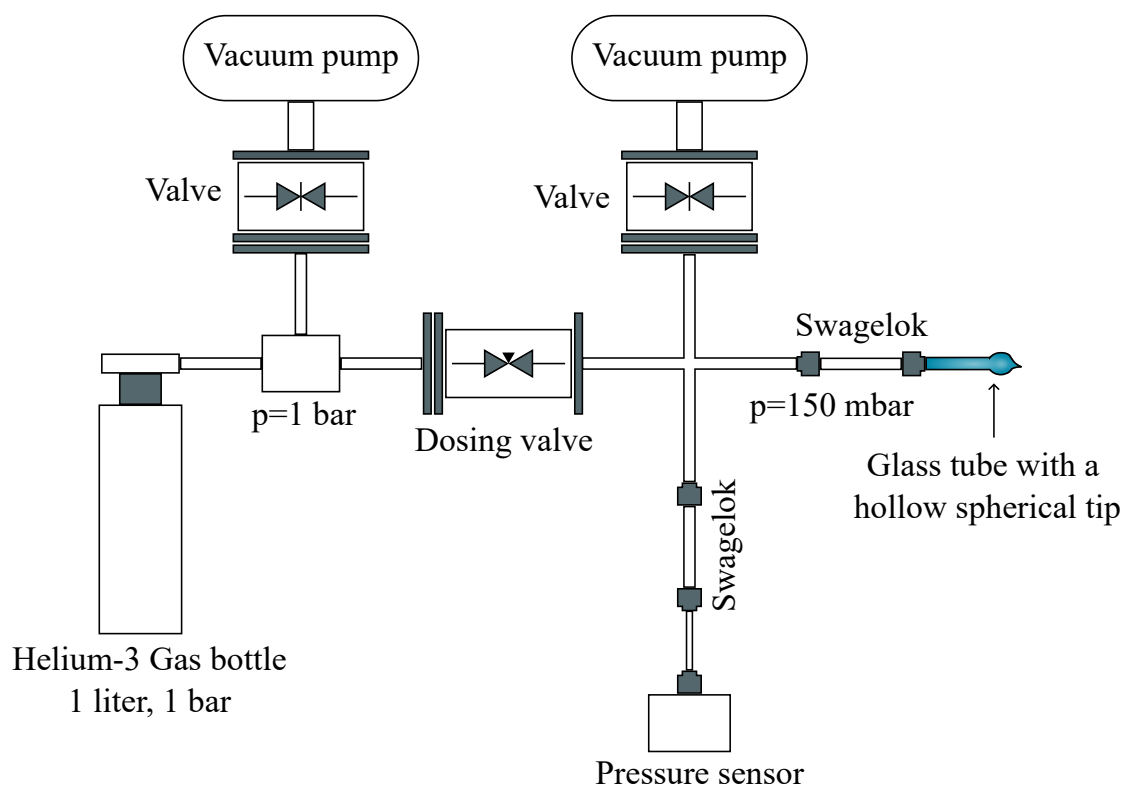 Vacuum pump
Vacuum pump
Valve
Valve
Swagelok
p=1 bar
p=150 mbar
Dosing valve
Glass tube with a
hollow spherical tip
Swagelok
Helium-3 Gas bottle
1 liter, 1 bar
Pressure sensor